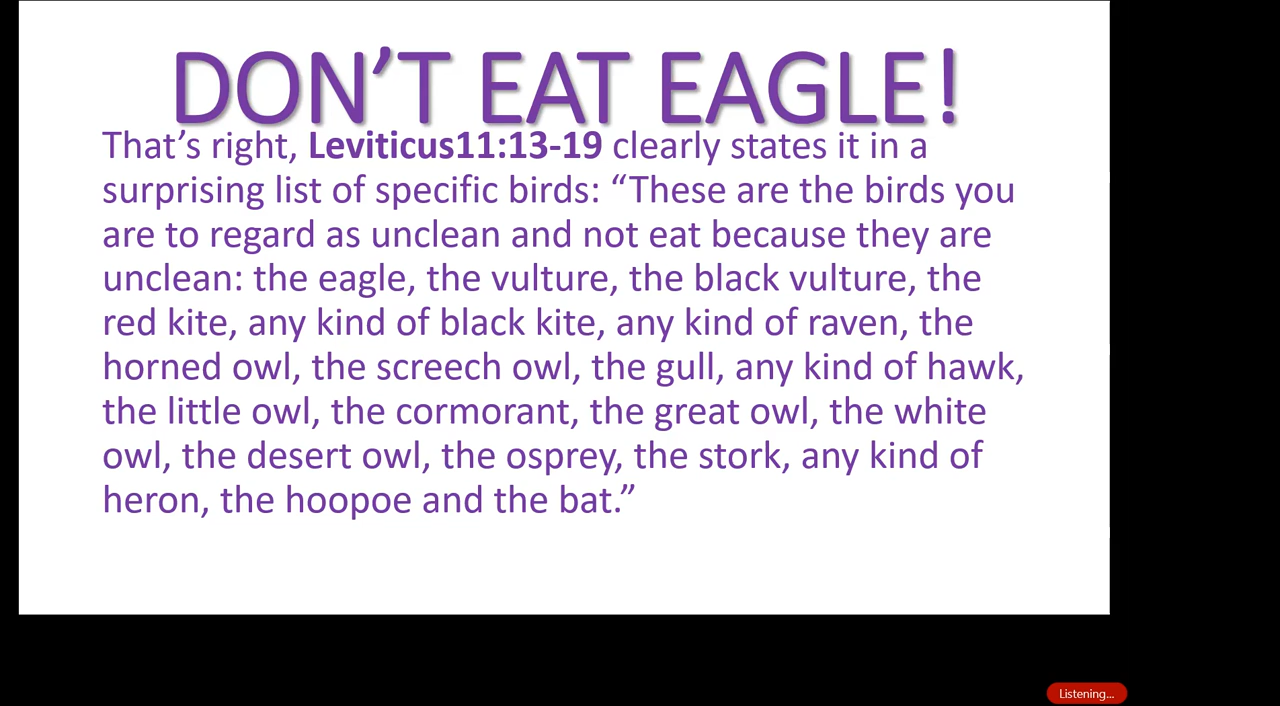 DON’T EAT EAGLE!
That’s right, Leviticus11:13-19 clearly states it in a
surprising list of specific birds: “These are the birds you
are to regard as unclean and not eat because they are
unclean: the eagle, the vulture, the black vulture, the
red kite, any kind of black kite, any kind of raven, the
horned owl, the screech owl, the gull, any kind of hawk,
the little owl, the cormorant, the great owl, the white
owl, the desert owl, the osprey, the stork, any kind of
heron, the hoopoe and the bat.”
Listening...